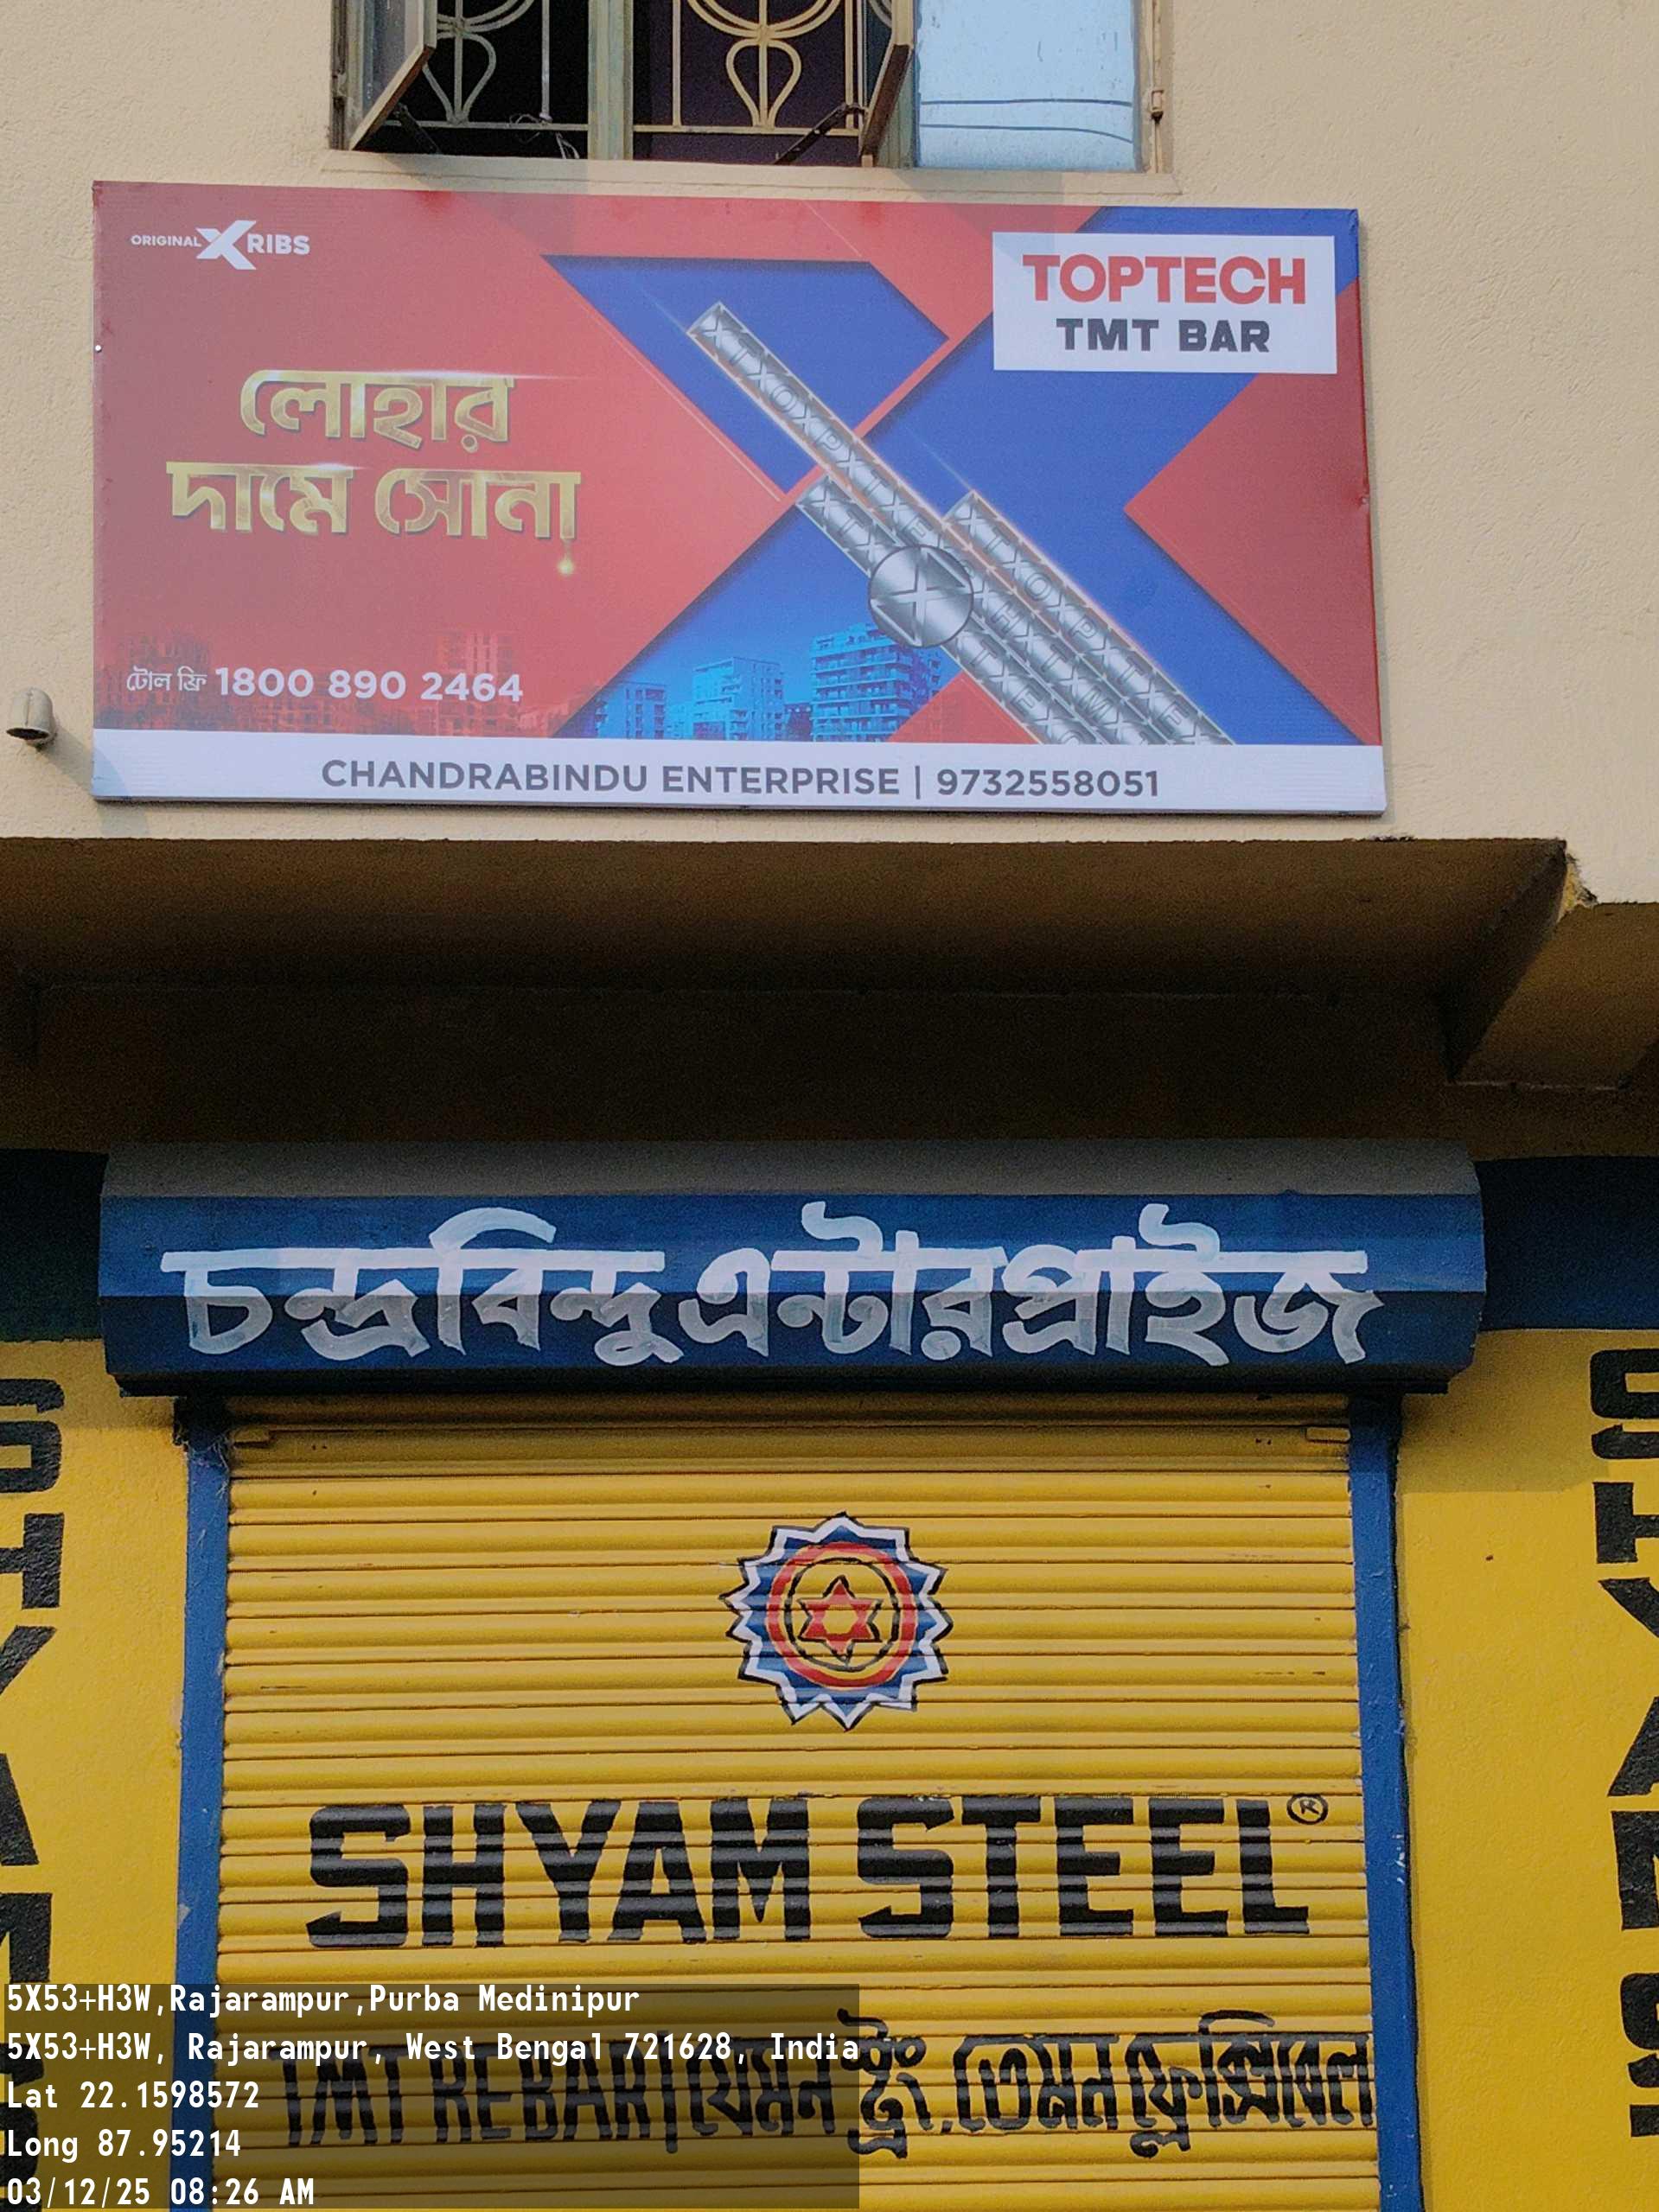 ORIGINAL X RIBS
TOPTECH
TMT BAR
লোহার
দামে সোনা
টোল ফ্রি 1800 890 2464
CHANDRABINDU ENTERPRISE | 9732558051
চন্দ্রবিন্দু এন্টারপ্রাইজ
SHYAM STEEL®
TMT REBAR | যেমন স্ট্রং, তেমন ফ্লেক্সিবেল
SHYAM S
5X53+H3W,Rajarampur,Purba Medinipur
5X53+H3W, Rajarampur, West Bengal 721628, India
Lat 22.1598572
Long 87.95214
03/12/25 08:26 AM